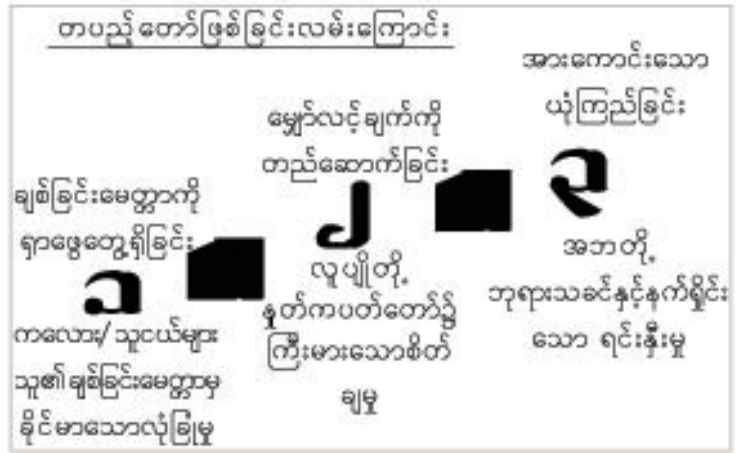 တပည့်တော်ဖြစ်ခြင်းလမ်းကြောင်း
ချစ်ခြင်းမေတ္တာကို
ရှာဖွေတွေ့ရှိခြင်း
၁
ကလေး/သူငယ်များ
သူ၏ချစ်ခြင်းမေတ္တာမှ
ခိုင်မာသောလုံခြုံမှု
မျှော်လင့်ချက်ကို
တည်ဆောက်ခြင်း
၂
လူပျိုတို့
နှုတ်ကပတ်တော်၌
ကြီးမားသောစိတ်
ချမှု
အားကောင်းသော
ယုံကြည်ခြင်း
၃
အဘတို့
ဘုရားသခင်နှင့်နက်ရှိုင်း
သော ရင်းနှီးမှု